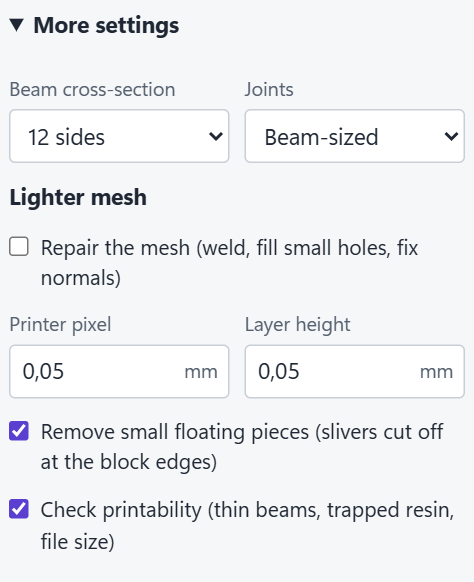 ▼ More settings
Beam cross-section Joints
12 sides Beam-sized
Lighter mesh
Repair the mesh (weld, fill small holes, fix
normals)
Printer pixel Layer height
0,05 mm 0,05 mm
Remove small floating pieces (slivers cut off
at the block edges)
Check printability (thin beams, trapped resin,
file size)